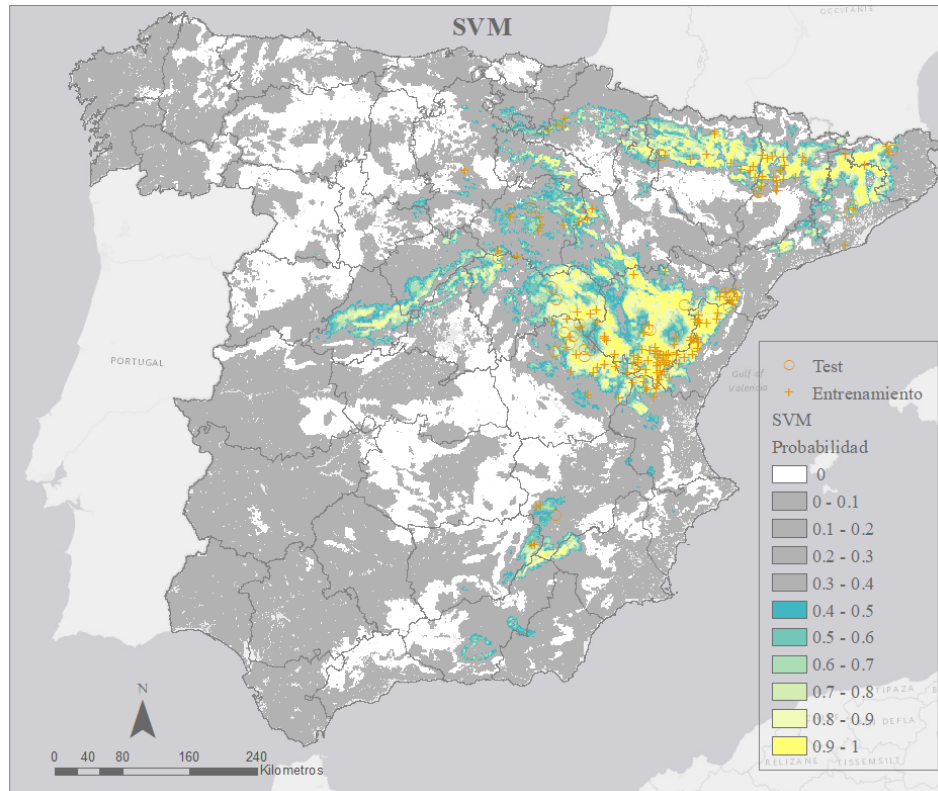 SVM
OCCITANIE
PORTUGAL
Gulf of
Valencia
Test
Entrenamiento
SVM
Probabilidad
0
0 - 0.1
0.1 - 0.2
0.2 - 0.3
0.3 - 0.4
0.4 - 0.5
0.5 - 0.6
0.6 - 0.7
0.7 - 0.8
0.8 - 0.9
0.9 - 1
TIPAZA
DEFLA
RELIZANE
TISSEMSILT
N
0 40 80 160 240
Kilometros